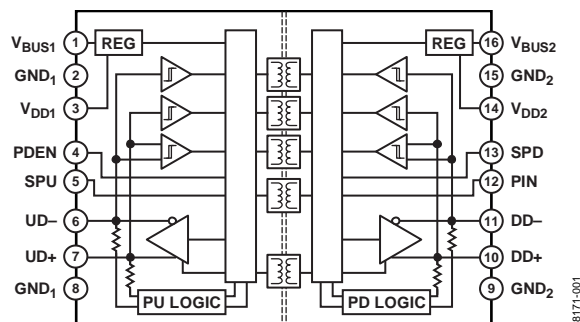 VBUS1 1 REG REG 16 VBUS2
GND1 2 15 GND2
VDD1 3 14 VDD2
PDEN 4 13 SPD
SPU 5 12 PIN
UD– 6 11 DD–
UD+ 7 10 DD+
GND1 8 PU LOGIC PD LOGIC 9 GND2
8171-001